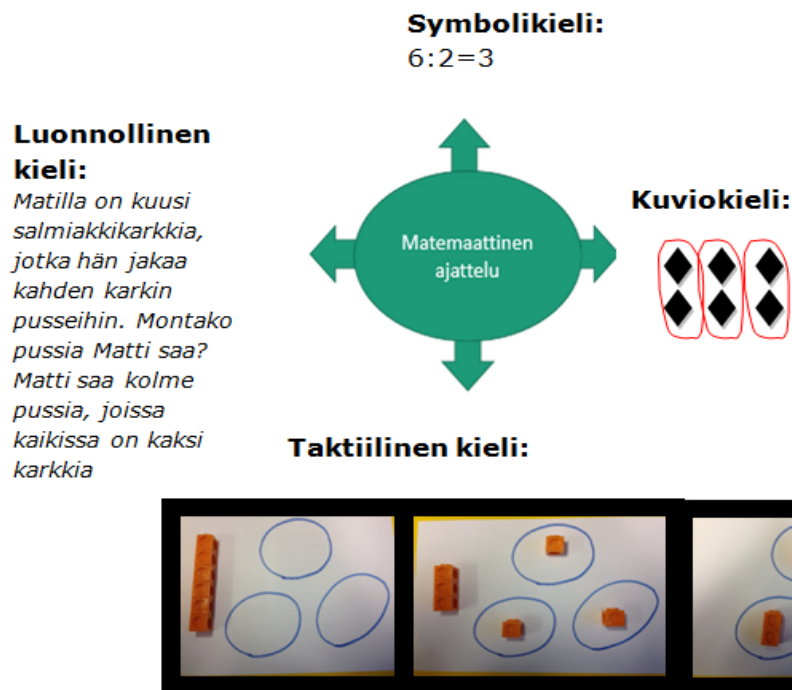 Symbolikieli:
6:2=3
Luonnollinen
kieli:
Matilla on kuusi
salmiakkikarkkia,
jotka hän jakaa
kahden karkin
pusseihin. Montako
pussia Matti saa?
Matti saa kolme
pussia, joissa
kaikissa on kaksi
karkkia
Matemaattinen
ajattelu
Kuviokieli:
Taktiilinen kieli: